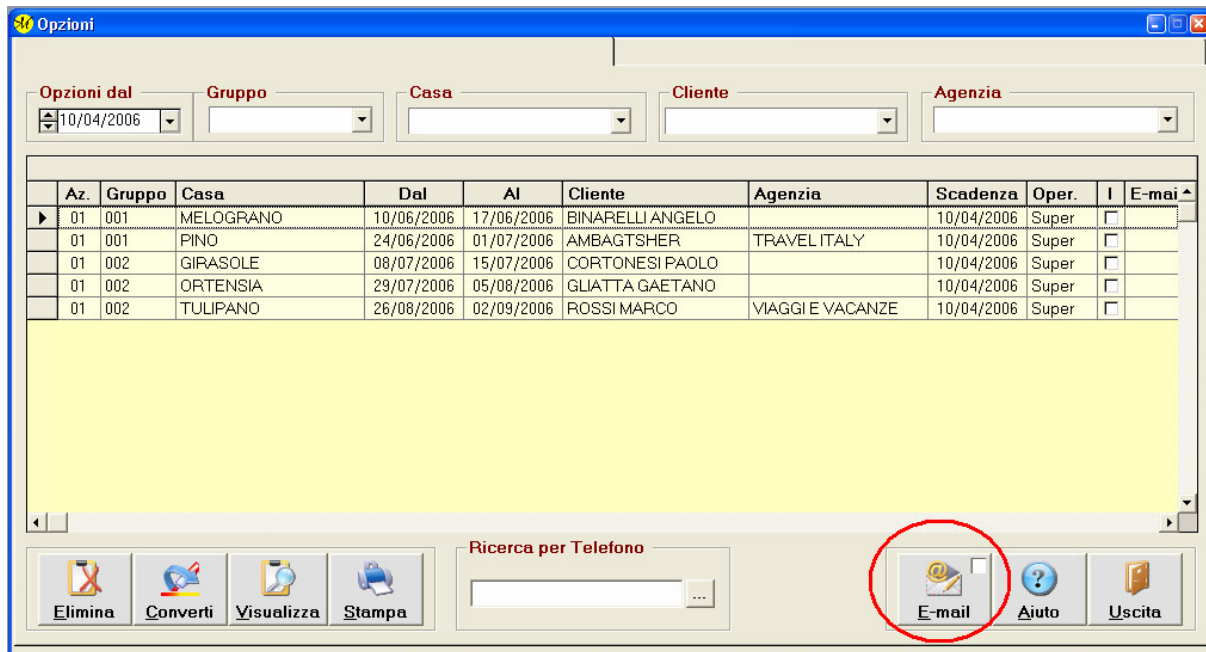 Opzioni
Opzioni dal Gruppo Casa Cliente Agenzia
10/04/2006
Az. Gruppo Casa Dal Al Cliente Agenzia Scadenza Oper. I E-mai
01 001 MELOGRANO 10/06/2006 17/06/2006 BINARELLI ANGELO 10/04/2006 Super
01 001 PINO 24/06/2006 01/07/2006 AMBAGTSHER TRAVEL ITALY 10/04/2006 Super
01 002 GIRASOLE 08/07/2006 15/07/2006 CORTONESI PAOLO 10/04/2006 Super
01 002 ORTENSIA 29/07/2006 05/08/2006 GLIATTA GAETANO 10/04/2006 Super
01 002 TULIPANO 26/08/2006 02/09/2006 ROSSI MARCO VIAGGI E VACANZE 10/04/2006 Super
Ricerca per Telefono
...
Elimina Converti Visualizza Stampa E-mail Aiuto Uscita